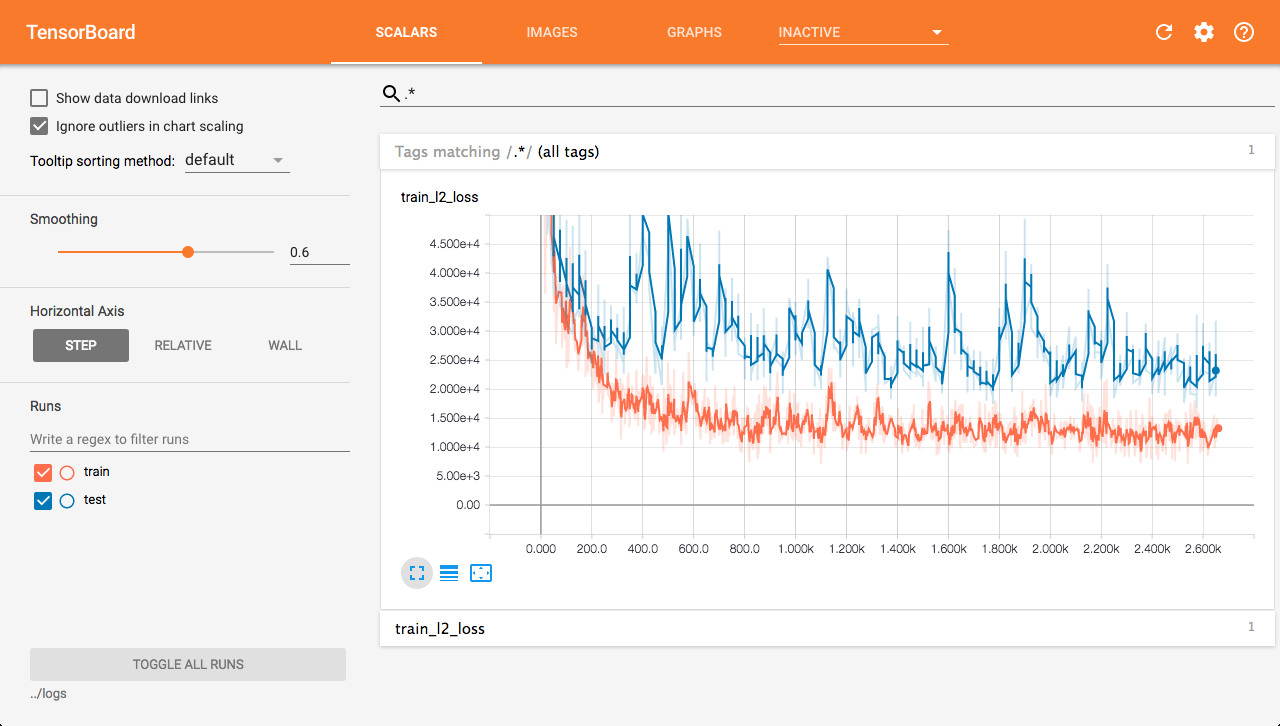 TensorBoard SCALARS IMAGES GRAPHS INACTIVE
Show data download links
Ignore outliers in chart scaling
Tooltip sorting method: default
Smoothing
0.6
Horizontal Axis
STEP RELATIVE WALL
Runs
Write a regex to filter runs
train
test
TOGGLE ALL RUNS
../logs
.*
Tags matching /.*/ (all tags) 1
train_l2_loss
4.500e+4
4.000e+4
3.500e+4
3.000e+4
2.500e+4
2.000e+4
1.500e+4
1.000e+4
5.00e+3
0.00
0.000 200.0 400.0 600.0 800.0 1.000k 1.200k 1.400k 1.600k 1.800k 2.000k 2.200k 2.400k 2.600k
train_l2_loss 1